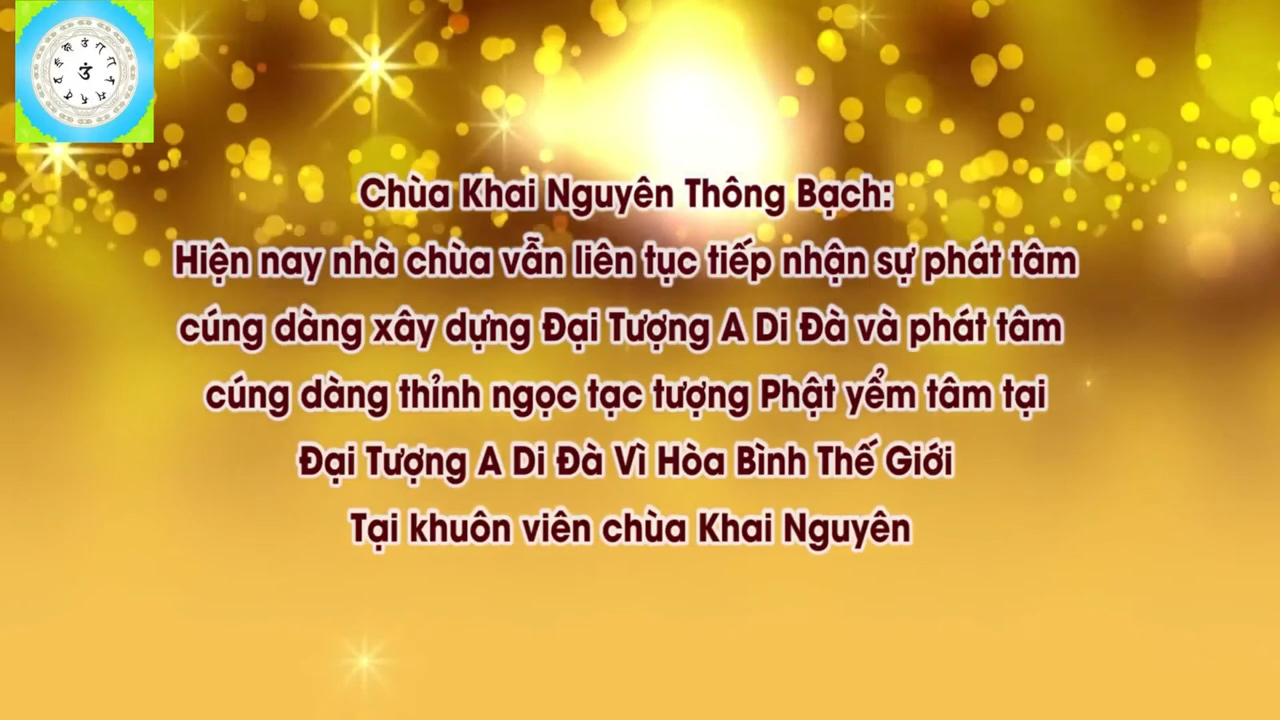 Chùa Khai Nguyên Thông Bạch:
Hiện nay nhà chùa vẫn liên tục tiếp nhận sự phát tâm
cúng dàng xây dựng Đại Tượng A Di Đà và phát tâm
cúng dàng thỉnh ngọc tạc tượng Phật yểm tâm tại
Đại Tượng A Di Đà Vì Hòa Bình Thế Giới
Tại khuôn viên chùa Khai Nguyên